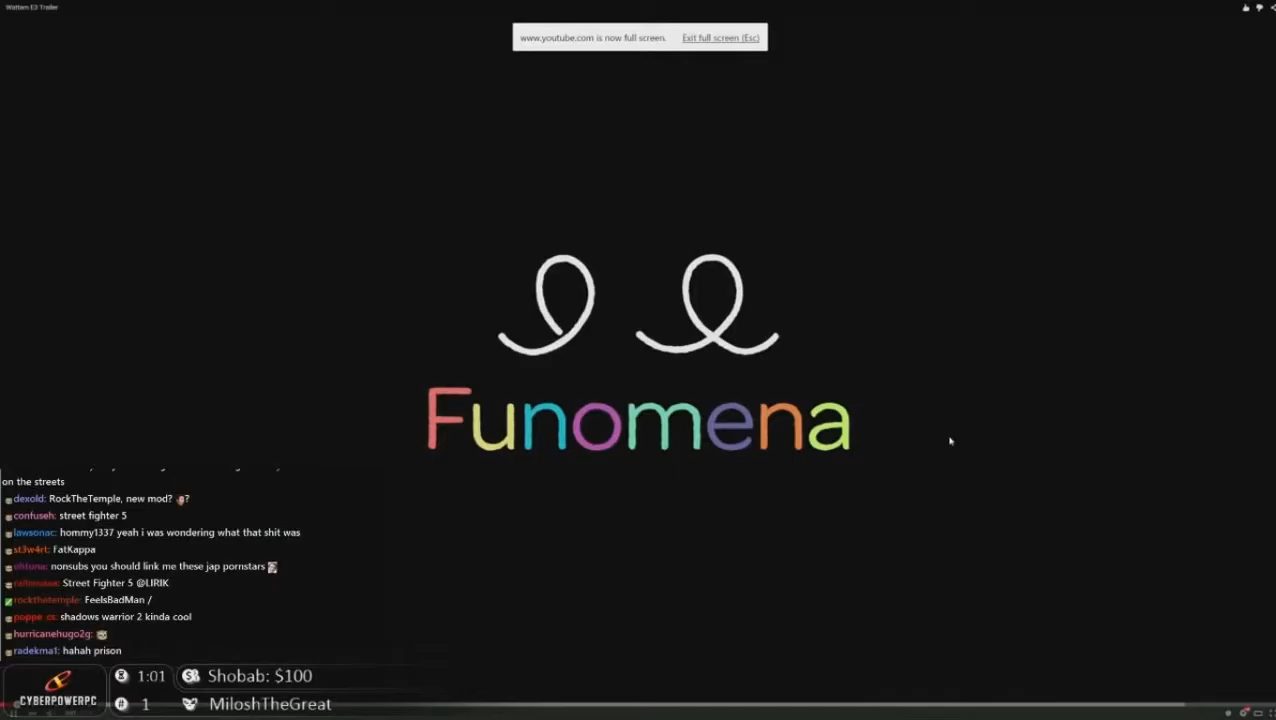 Wattam E3 Trailer
www.youtube.com is now full screen. Exit full screen (Esc)
Funomena
on the streets
dexold: RockTheTemple, new mod? ?
confuseh: street fighter 5
lawsonac: hommy1337 yeah i was wondering what that shit was
st3w4rt: FatKappa
nonsubs you should link me these jap pornstars
Street Fighter 5 @LIRIK
rockthetemple: FeelsBadMan /
poppe_cs: shadows warrior 2 kinda cool
hurricanehugo2g:
radekma1: hahah prison
1:01 Shobab: $100
CYBERPOWERPC
# 1 MiloshTheGreat